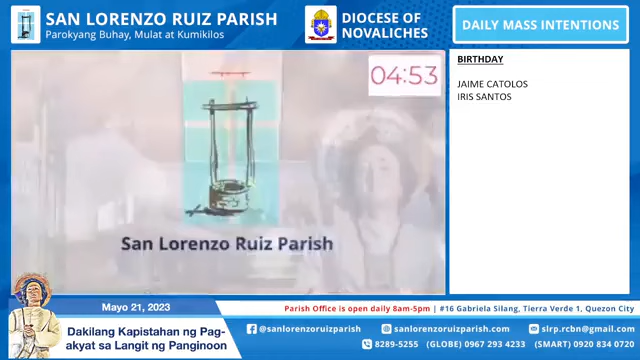 SAN LORENZO RUIZ PARISH
Parokyang Buhay, Mulat at Kumikilos
DIOCESE OF
NOVALICHES
DAILY MASS INTENTIONS
BIRTHDAY
JAIME CATOLOS
IRIS SANTOS
04:53
San Lorenzo Ruiz Parish
Mayo 21, 2023
Dakilang Kapistahan ng Pag-
akyat sa Langit ng Panginoon
Parish Office is open daily 8am-5pm | #16 Gabriela Silang, Tierra Verde 1, Quezon City
@sanlorenzoruizparish
sanlorenzoruizparish.com
slrp.rcbn@gmail.com
8289-5255 (GLOBE) 0967 293 4233 (SMART) 0920 834 0720